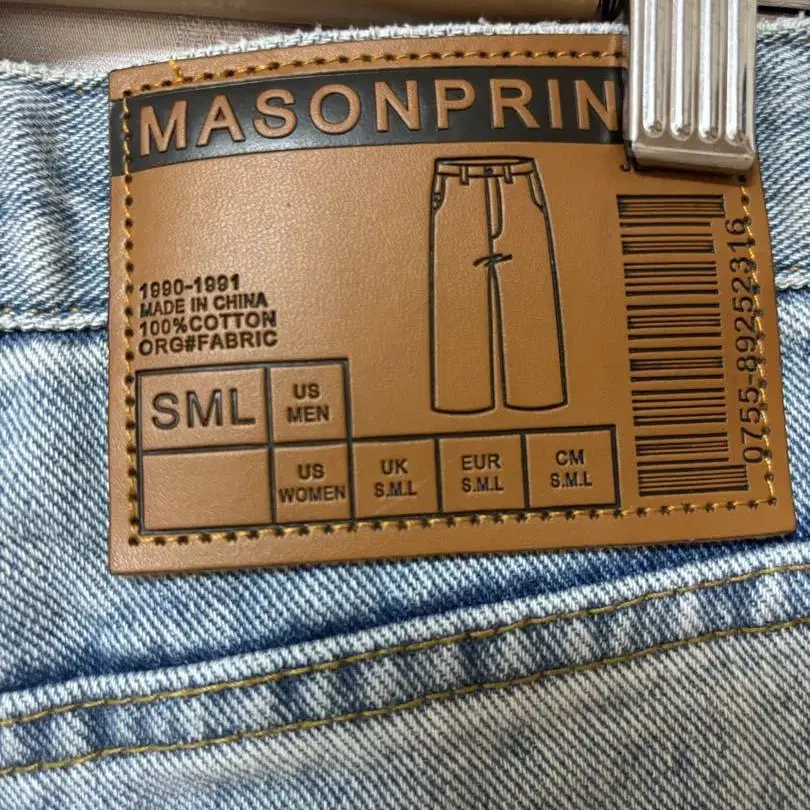 MASONPRIN
J
1990-1991
MADE IN CHINA
100%COTTON
ORG#FABRIC
SML
US
MEN
US
WOMEN
UK
S.M.L
EUR
S.M.L
CM
S.M.L
0755-89252316